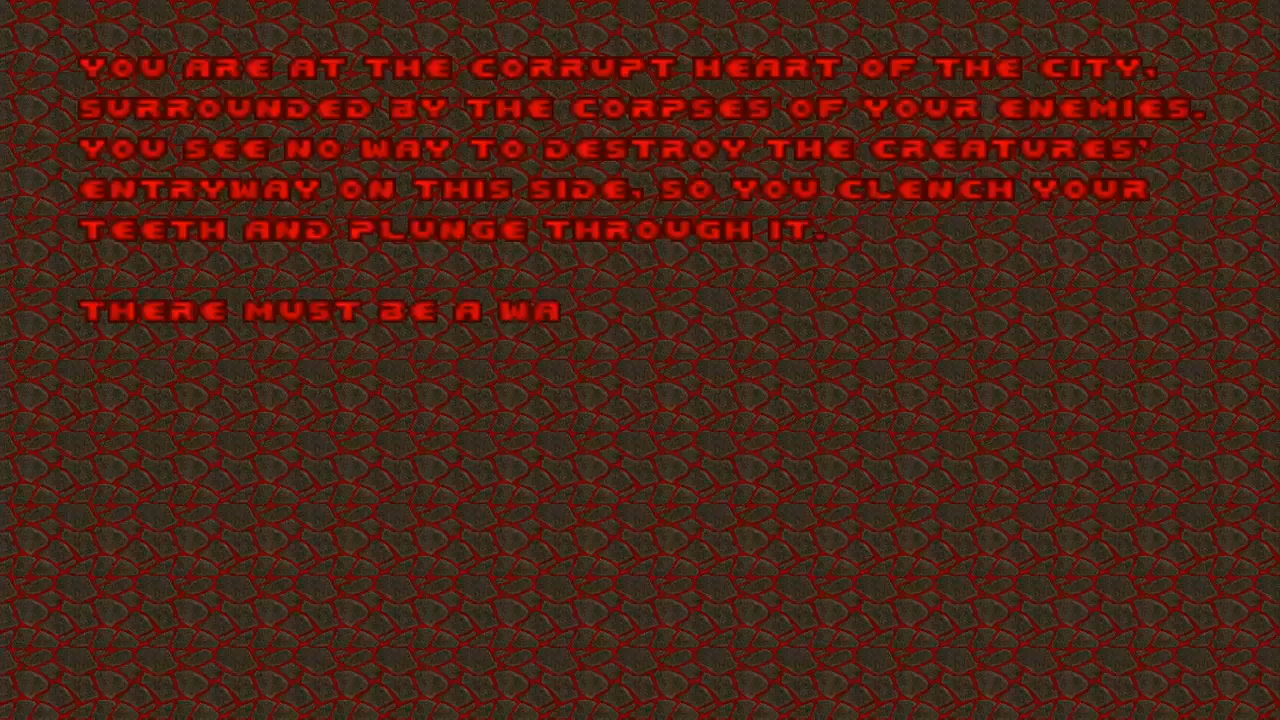 YOU ARE AT THE CORRUPT HEART OF THE CITY,
SURROUNDED BY THE CORPSES OF YOUR ENEMIES.
YOU SEE NO WAY TO DESTROY THE CREATURES'
ENTRYWAY ON THIS SIDE, SO YOU CLENCH YOUR
TEETH AND PLUNGE THROUGH IT.
THERE MUST BE A WA